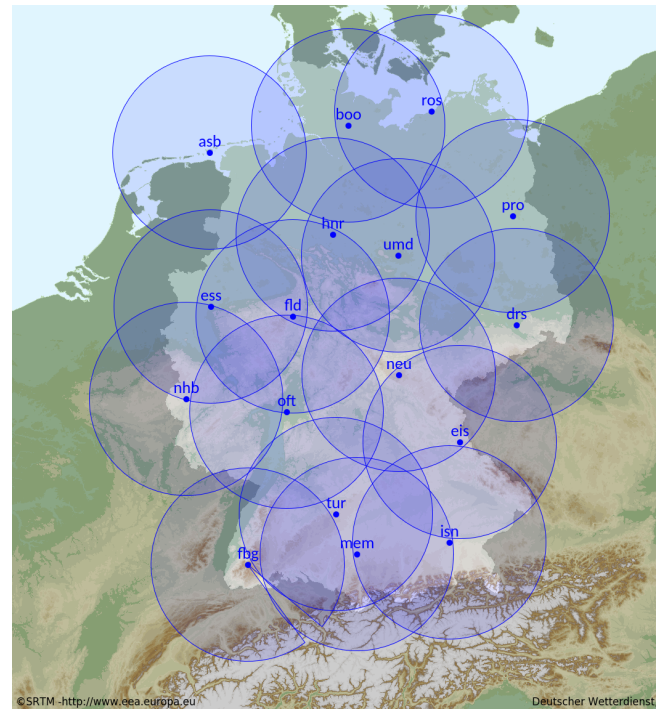 ros
boo
asb
pro
hnr
umd
ess
fld
drs
neu
nhb
oft
eis
tur
isn
mem
fbg
©SRTM -http://www.eea.europa.eu
Deutscher Wetterdienst